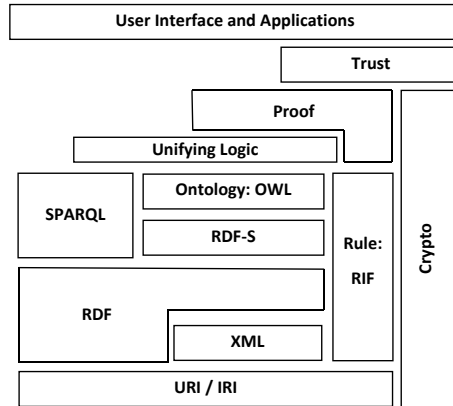 User Interface and Applications
Trust
Proof
Unifying Logic
Ontology: OWL
SPARQL
RDF-S
Rule:
RIF
Crypto
RDF
XML
URI / IRI